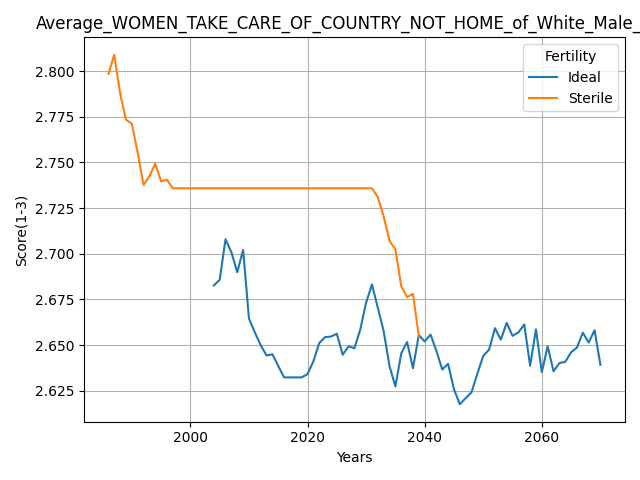 Average_WOMEN_TAKE_CARE_OF_COUNTRY_NOT_HOME_of_White_Male_
Fertility
Ideal
Sterile
Score(1-3)
2.800
2.775
2.750
2.725
2.700
2.675
2.650
2.625
2000 2020 2040 2060
Years